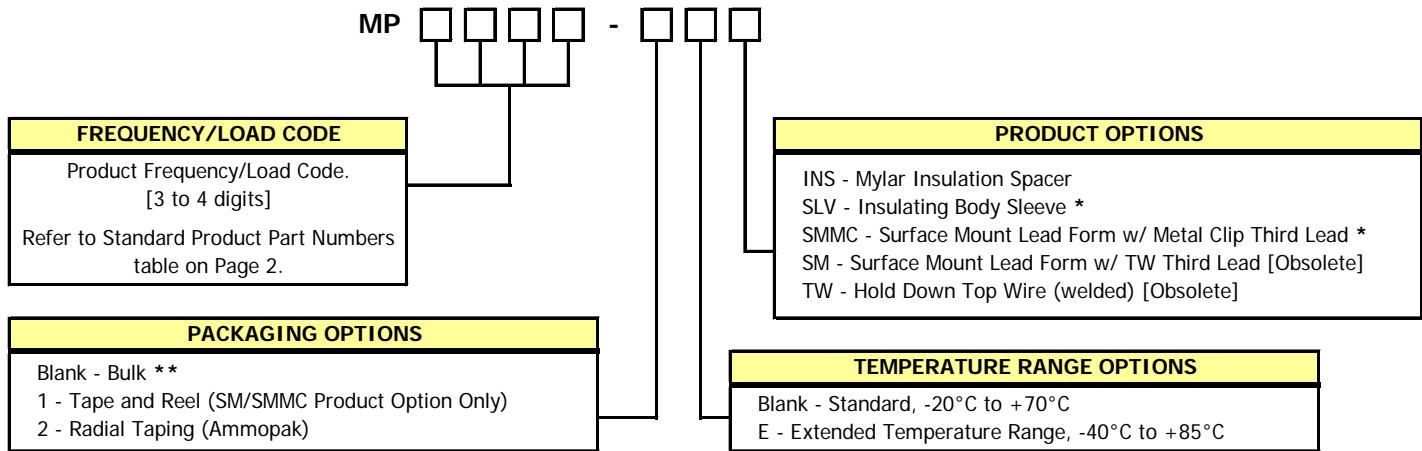 MP -
FREQUENCY/LOAD CODE
Product Frequency/Load Code.
[3 to 4 digits]
Refer to Standard Product Part Numbers
table on Page 2.
PRODUCT OPTIONS
INS - Mylar Insulation Spacer
SLV - Insulating Body Sleeve *
SMMC - Surface Mount Lead Form w/ Metal Clip Third Lead *
SM - Surface Mount Lead Form w/ TW Third Lead [Obsolete]
TW - Hold Down Top Wire (welded) [Obsolete]
PACKAGING OPTIONS
Blank - Bulk **
1 - Tape and Reel (SM/SMMC Product Option Only)
2 - Radial Taping (Ammopak)
TEMPERATURE RANGE OPTIONS
Blank - Standard, -20°C to +70°C
E - Extended Temperature Range, -40°C to +85°C